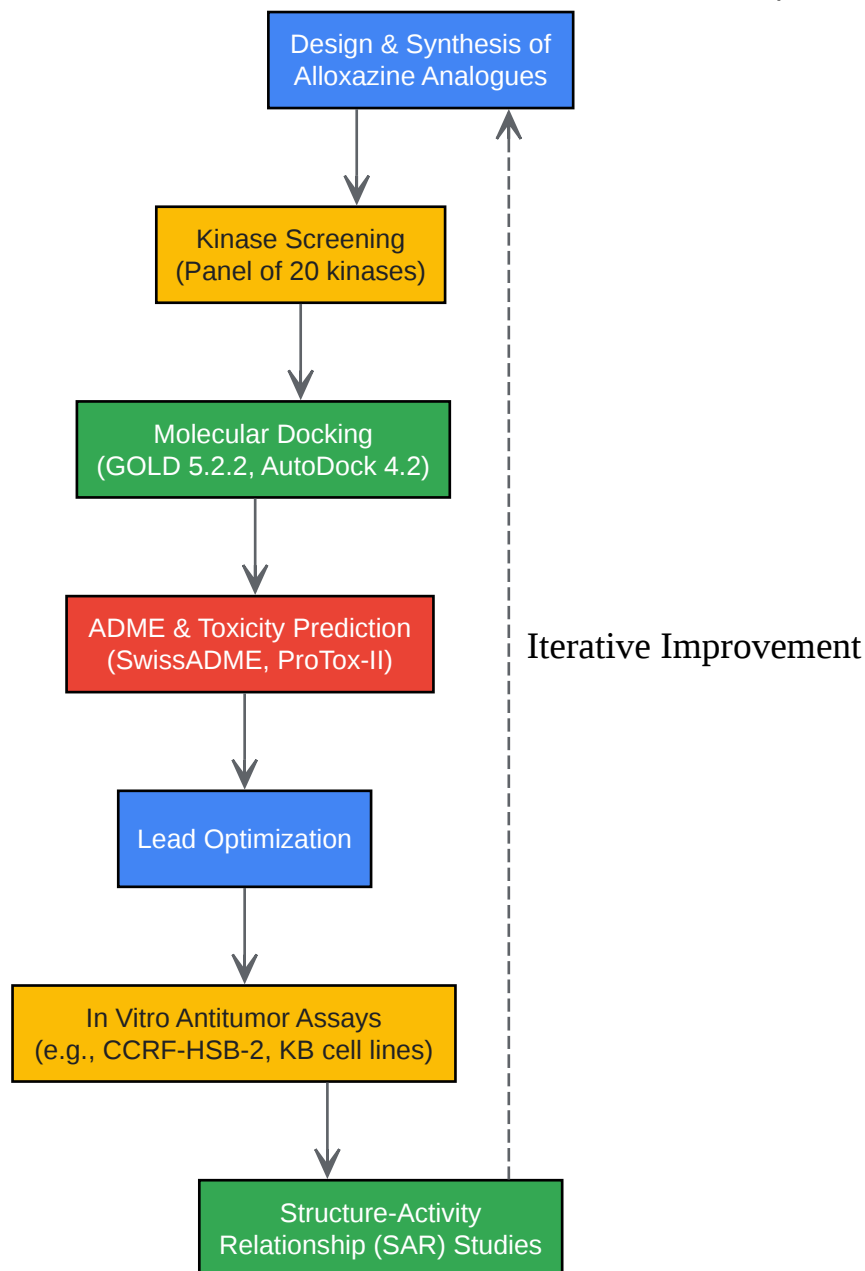 Design & Synthesis of
Alloxazine Analogues
Kinase Screening
(Panel of 20 kinases)
Molecular Docking
(GOLD 5.2.2, AutoDock 4.2)
ADME & Toxicity Prediction
(SwissADME, ProTox-II)
Iterative Improvement
Lead Optimization
In Vitro Antitumor Assays
(e.g., CCRF-HSB-2, KB cell lines)
Structure-Activity
Relationship (SAR) Studies